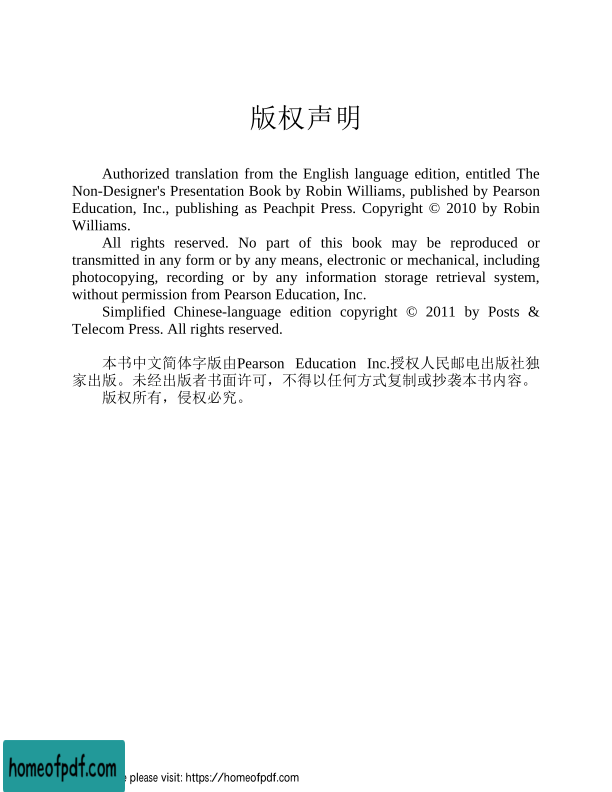 版权声明
Authorized translation from the English language edition, entitled The
Non-Designer's Presentation Book by Robin Williams, published by Pearson
Education, Inc., publishing as Peachpit Press. Copyright © 2010 by Robin
Williams.
All rights reserved. No part of this book may be reproduced or
transmitted in any form or by any means, electronic or mechanical, including
photocopying, recording or by any information storage retrieval system,
without permission from Pearson Education, Inc.
Simplified Chinese-language edition copyright © 2011 by Posts &
Telecom Press. All rights reserved.
本书中文简体字版由Pearson Education Inc.授权人民邮电出版社独
家出版。未经出版者书面许可，不得以任何方式复制或抄袭本书内容。
版权所有，侵权必究。
homeofpdf.com
please visit: https://homeofpdf.com